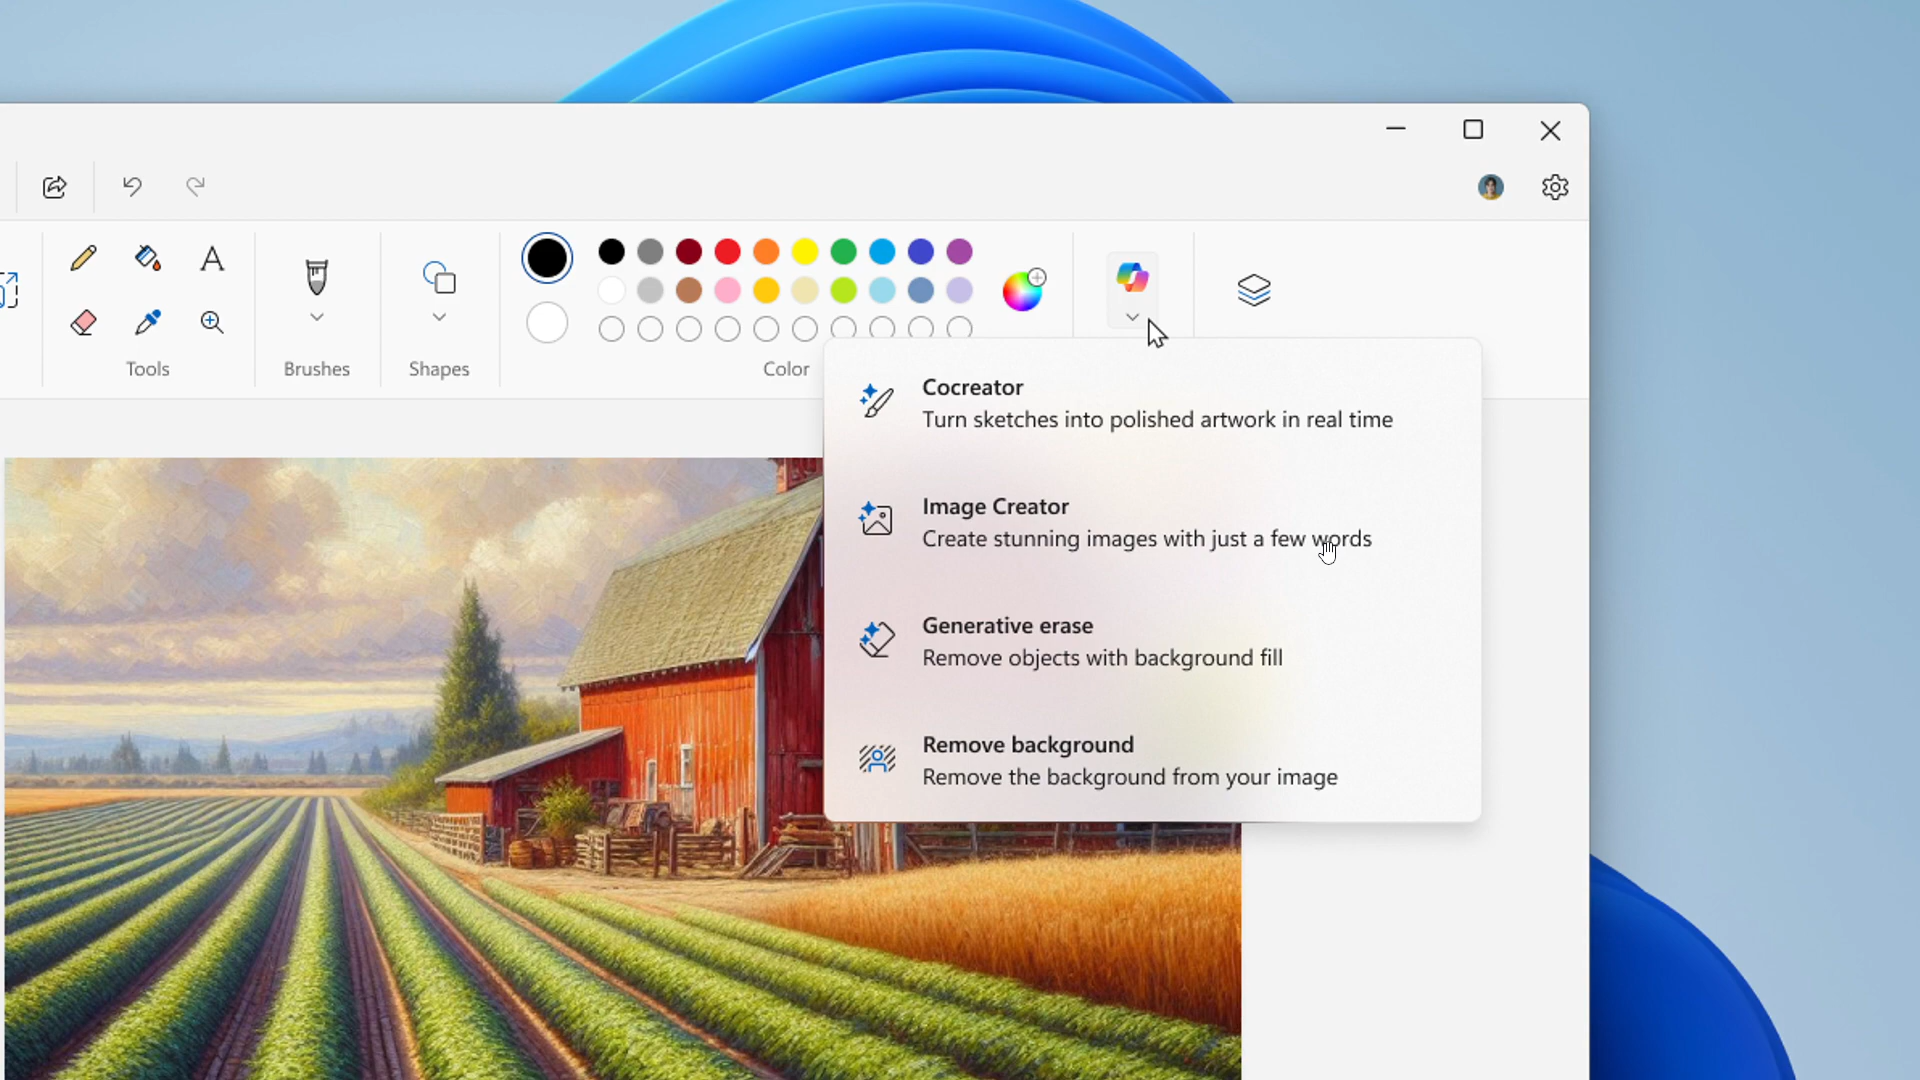 Tools
Brushes
Shapes
Color
Cocreator
Turn sketches into polished artwork in real time
Image Creator
Create stunning images with just a few words
Generative erase
Remove objects with background fill
Remove background
Remove the background from your image